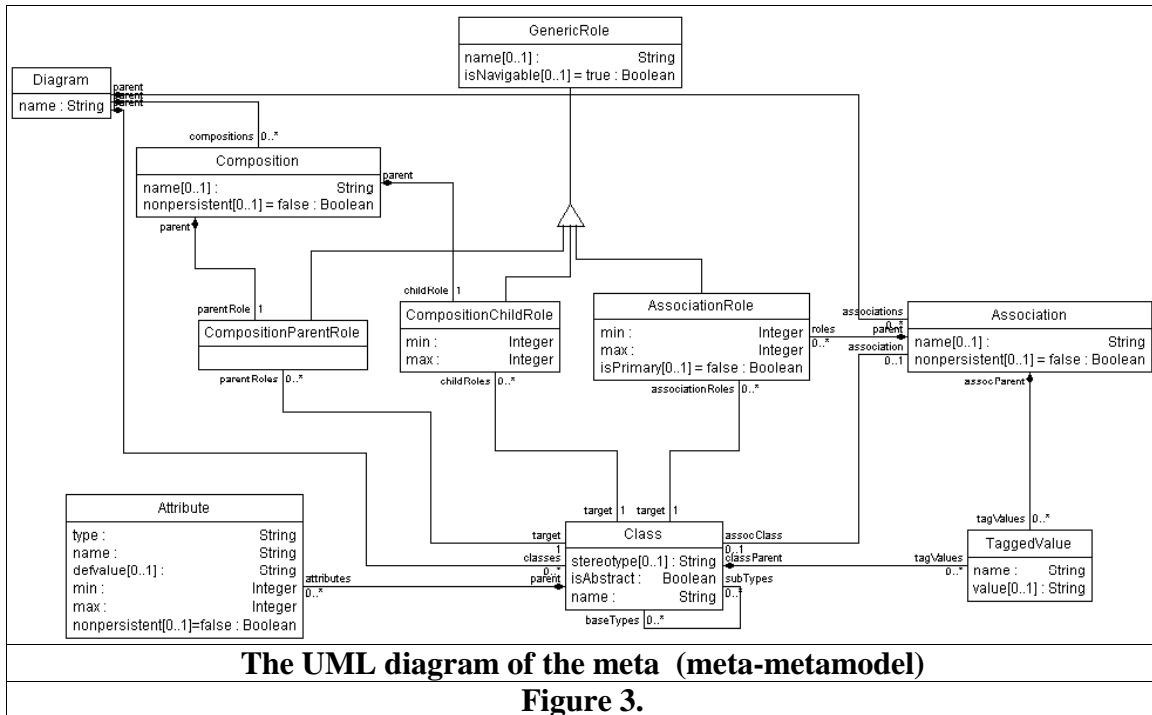 GenericRole
name[0..1] : String
isNavigable[0..1] = true : Boolean
Diagram
name : String
parent
parent
parent
compositions 0..*
Composition
name[0..1] : String
nonpersistent[0..1] = false : Boolean
parent
parent
parentRole 1
CompositionParentRole
parentRoles 0..*
childRole 1
CompositionChildRole
min : Integer
max : Integer
childRoles 0..*
AssociationRole
min : Integer
max : Integer
isPrimary[0..1] = false : Boolean
associationRoles 0..*
associations
0..*
roles parent
0..*
association
0..1
Association
name[0..1] : String
nonpersistent[0..1] = false : Boolean
assocParent
Attribute
type : String
name : String
defvalue[0..1] : String
min : Integer
max : Integer
nonpersistent[0..1]=false : Boolean
attributes
0..*
parent
target
1
classes
0..*
target 1
target 1
Class
stereotype[0..1] : String
isAbstract : Boolean
name : String
assocClass
0..1
classParent
subTypes
0..*
baseTypes 0..*
tagValues
0..*
tagValues 0..*
TaggedValue
name : String
value[0..1] : String
The UML diagram of the meta (meta-metamodel)
Figure 3.